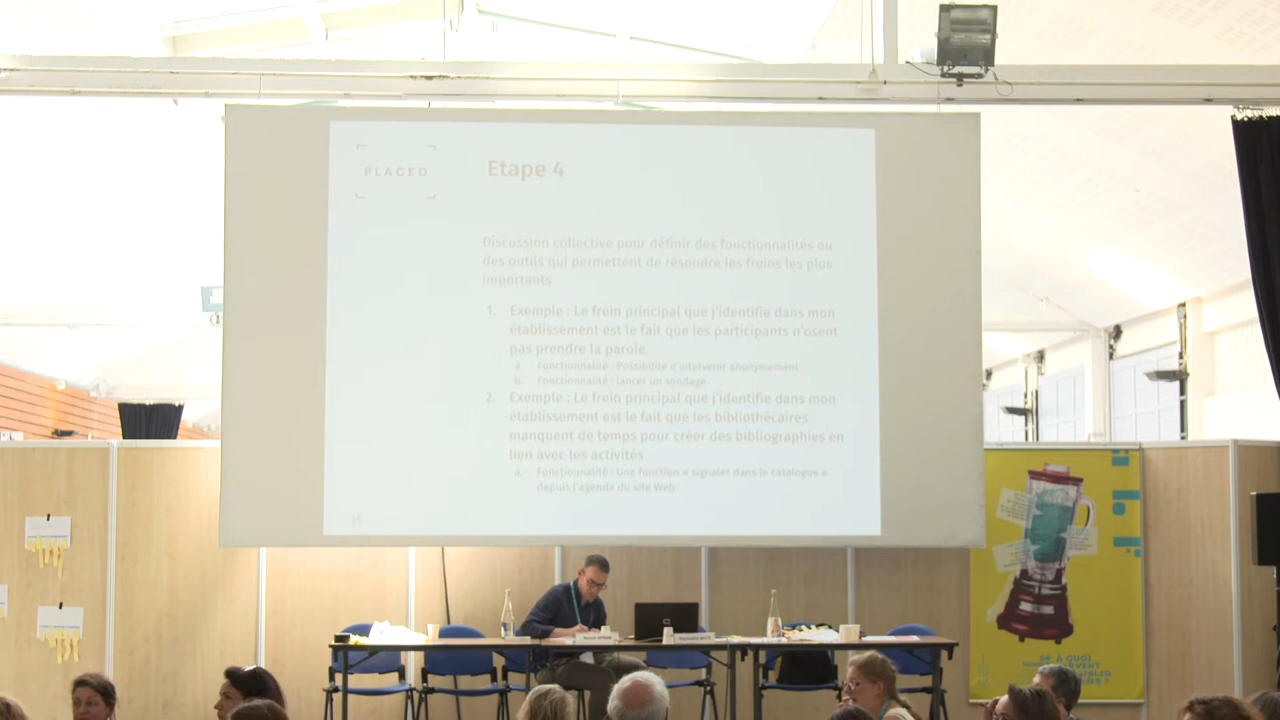 PLACED
Etape 4
Discussion collective pour définir des fonctionnalités ou
des outils qui permettent de résoudre les freins les plus
importants
1. Exemple : Le frein principal que j'identifie dans mon
établissement est le fait que les participants n'osent
pas prendre la parole.
a. Fonctionnalité : Possibilité d'intervenir anonymement
b. Fonctionnalité : lancer un sondage
2. Exemple : Le frein principal que j'identifie dans mon
établissement est le fait que les bibliothécaires
manquent de temps pour créer des bibliographies en
lien avec les activités
a. Fonctionnalité : Une fonction « signaler dans le catalogue »
depuis l'agenda du site Web
À QUOI